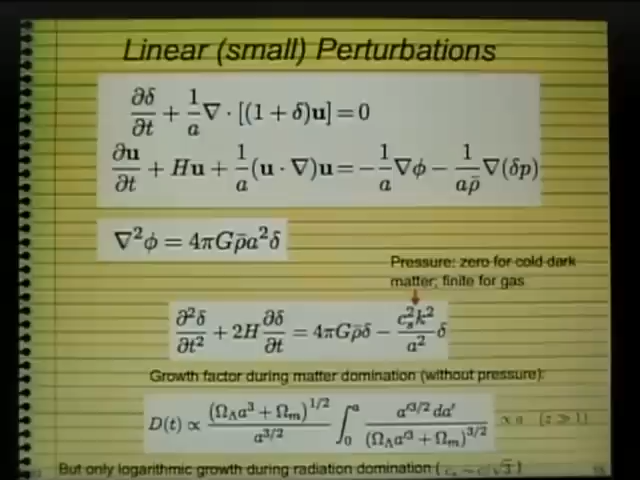 Linear (small) Perturbations
∂δ/∂t + 1/a ∇ · [(1 + δ)u] = 0
∂u/∂t + Hu + 1/a (u · ∇)u = −1/a ∇ϕ − 1/(aρ̄) ∇(δp)
∇²ϕ = 4πGρ̄a²δ
Pressure: zero for cold dark
matter; finite for gas
∂²δ/∂t² + 2H ∂δ/∂t = 4πGρ̄δ − c_s²k²/a² δ
Growth factor during matter domination (without pressure):
D(t) ∝ (Ω_Λa³ + Ω_m)^{1/2}/a^{3/2} ∫₀^a a′^{3/2} da′/(Ω_Λa′³ + Ω_m)^{3/2} ∝ a (z ≫ 1)
But only logarithmic growth during radiation domination (c_s ∼ c/√3)